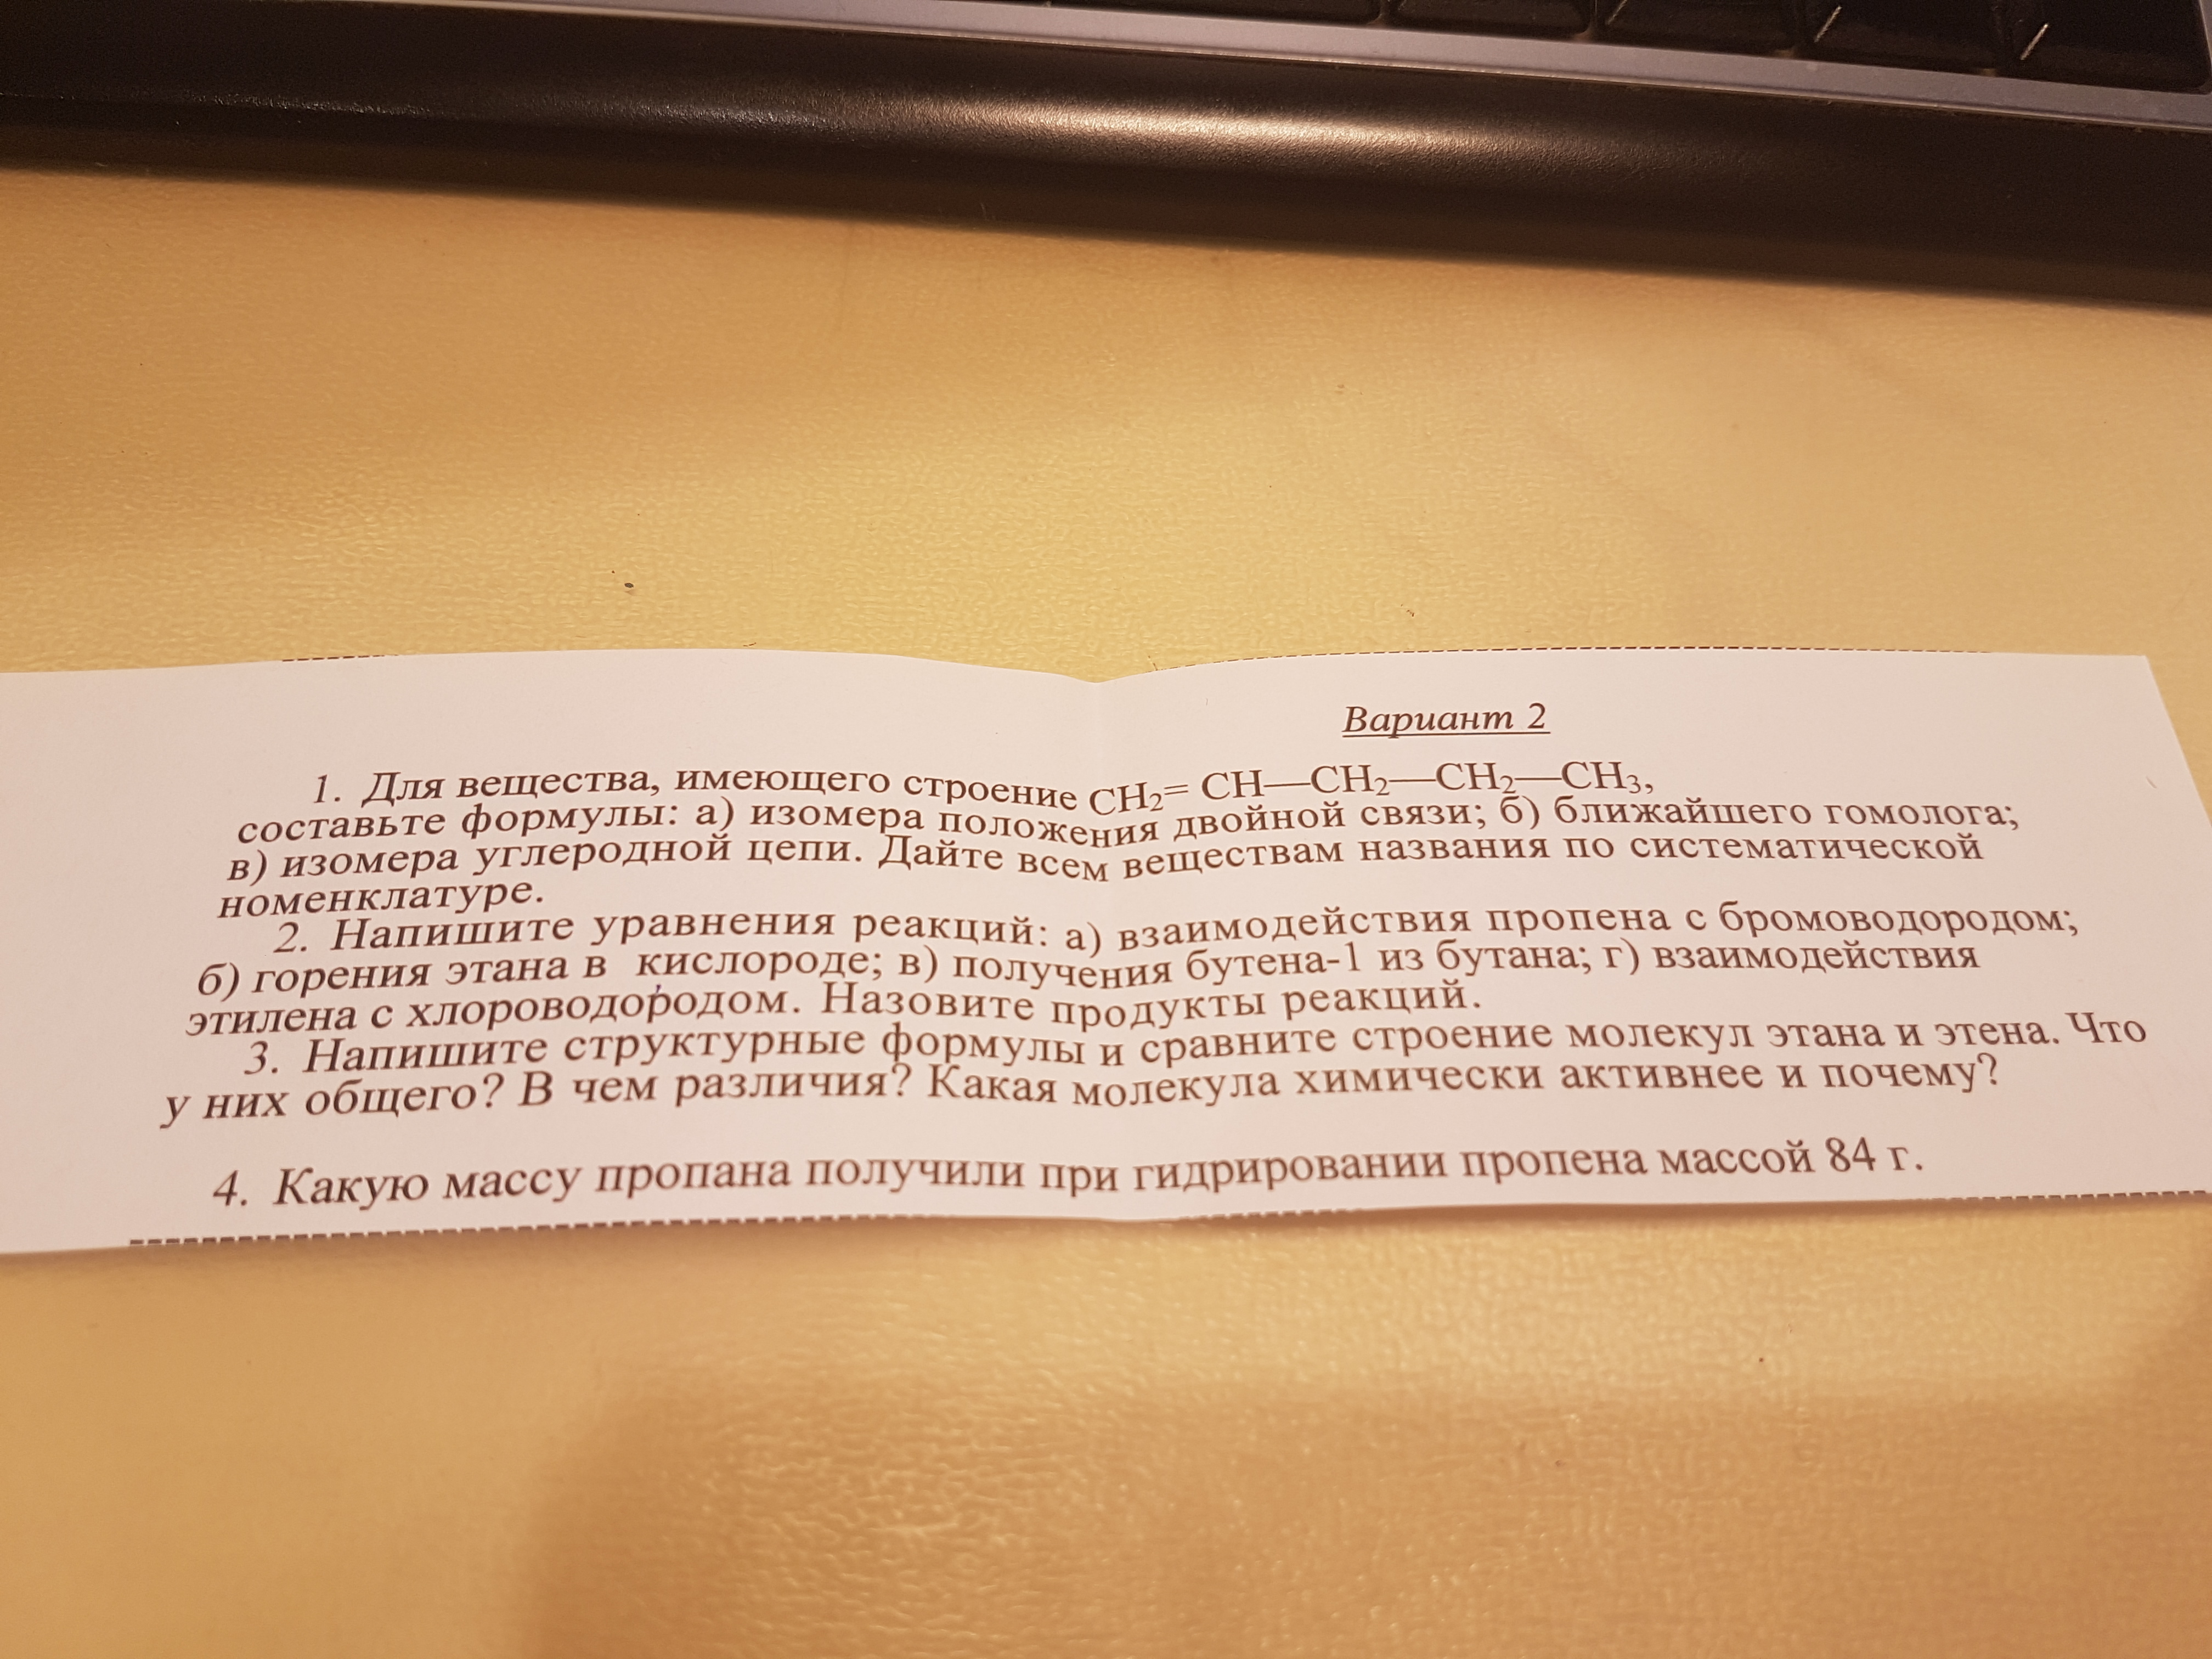 Вариант 2
1. Для вещества, имеющего строение CH₂= CH—CH₂—CH₂—CH₃,
составьте формулы: а) изомера положения двойной связи; б) ближайшего гомолога;
в) изомера углеродной цепи. Дайте всем веществам названия по систематической
номенклатуре.
2. Напишите уравнения реакций: а) взаимодействия пропена с бромоводородом;
б) горения этана в кислороде; в) получения бутена-1 из бутана; г) взаимодействия
этилена с хлороводородом. Назовите продукты реакций.
3. Напишите структурные формулы и сравните строение молекул этана и этена. Что
у них общего? В чем различия? Какая молекула химически активнее и почему?
4. Какую массу пропана получили при гидрировании пропена массой 84 г.